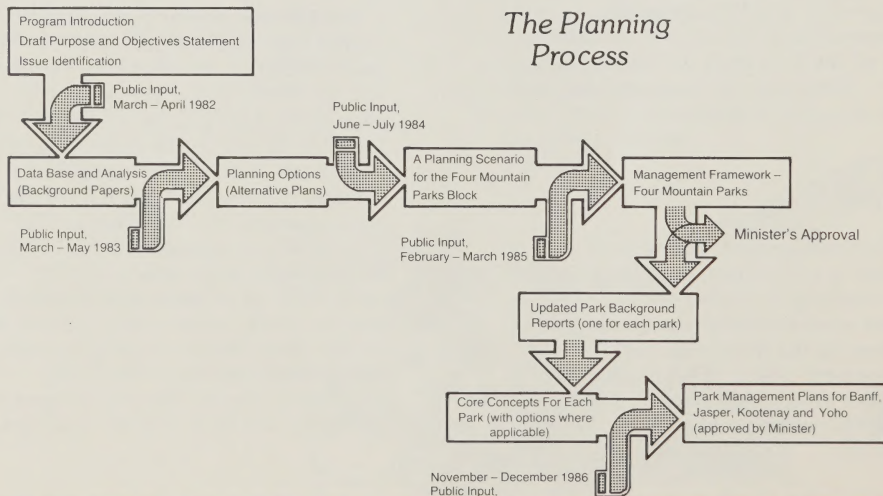 The Planning
Process
Program Introduction
Draft Purpose and Objectives Statement
Issue Identification
Public Input,
March – April 1982
Data Base and Analysis
(Background Papers)
Public Input,
March – May 1983
Planning Options
(Alternative Plans)
Public Input,
June – July 1984
A Planning Scenario
for the Four Mountain
Parks Block
Public Input,
February – March 1985
Management Framework –
Four Mountain Parks
Minister's Approval
Updated Park Background
Reports (one for each park)
Core Concepts For Each
Park (with options where
applicable)
November – December 1986
Public Input,
Park Management Plans for Banff,
Jasper, Kootenay and Yoho
(approved by Minister)